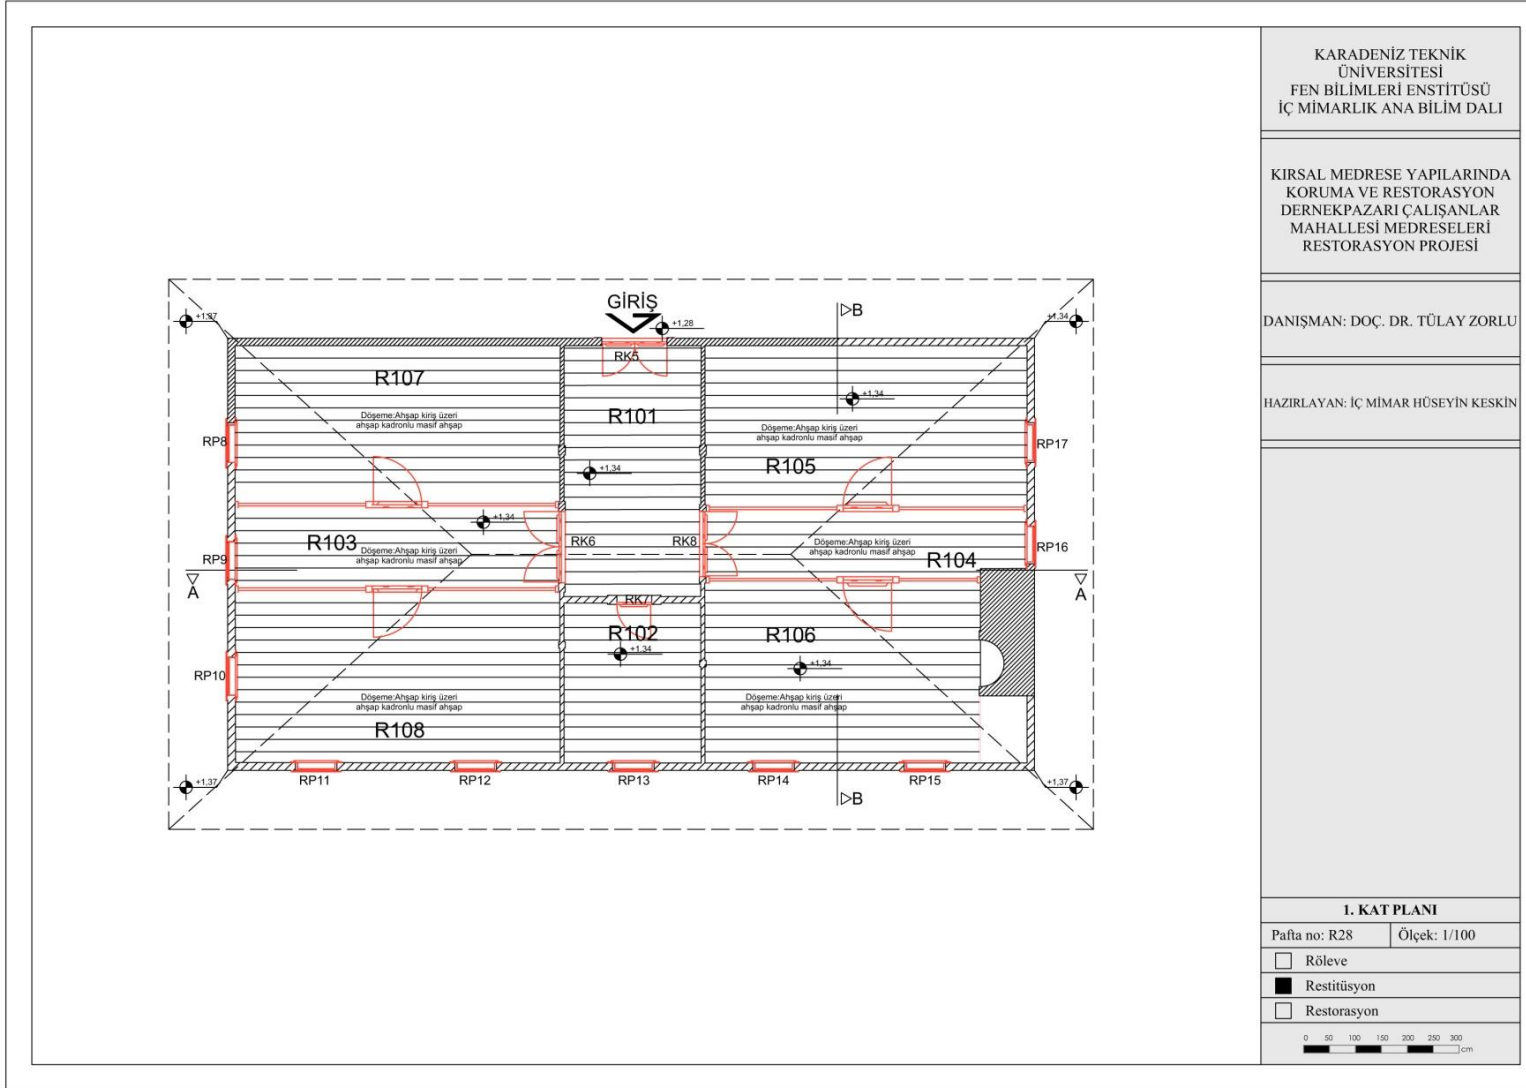 GİRİŞ
+1,28
B
+1,37
+1,34
RK5
R107
R101
+1,34
Döşeme:Ahşap kiriş üzeri
ahşap kadronlu masif ahşap
Döşeme:Ahşap kiriş üzeri
ahşap kadronlu masif ahşap
RP8
RP17
R105
+1,34
+1,34
R103
Döşeme:Ahşap kiriş üzeri
ahşap kadronlu masif ahşap
RK6
RK8
Döşeme:Ahşap kiriş üzeri
ahşap kadronlu masif ahşap
R104
RP9
RP16
A
A
RK7
R102
R106
+1,34
+1,34
RP10
Döşeme:Ahşap kiriş üzeri
ahşap kadronlu masif ahşap
Döşeme:Ahşap kiriş üzeri
ahşap kadronlu masif ahşap
R108
RP11
RP12
RP13
RP14
RP15
+1,37
+1,37
B
KARADENİZ TEKNİK
ÜNİVERSİTESİ
FEN BİLİMLERİ ENSTİTÜSÜ
İÇ MİMARLIK ANA BİLİM DALI
KIRSAL MEDRESE YAPILARINDA
KORUMA VE RESTORASYON
DERNEKPAZARI ÇALIŞANLAR
MAHALLESİ MEDRESELERİ
RESTORASYON PROJESİ
DANIŞMAN: DOÇ. DR. TÜLAY ZORLU
HAZIRLAYAN: İÇ MİMAR HÜSEYİN KESKİN
1. KAT PLANI
Pafta no: R28 Ölçek: 1/100
Röleve
Restitüsyon
Restorasyon
0 50 100 150 200 250 300
cm